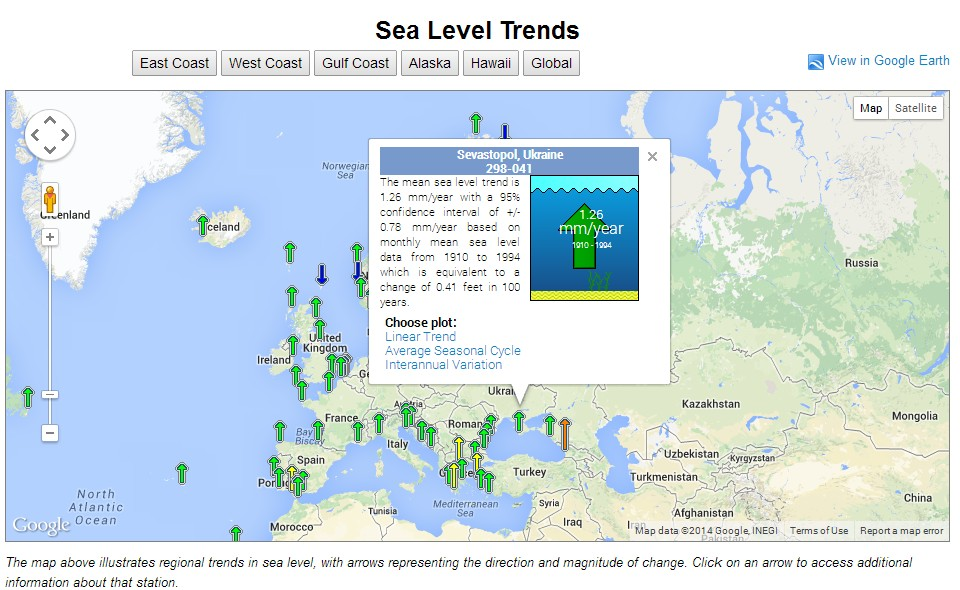 Sea Level Trends
East Coast
West Coast
Gulf Coast
Alaska
Hawaii
Global
View in Google Earth
Map
Satellite
Norwegian
Sea
Sevastopol, Ukraine
298-041
The mean sea level trend is
1.26 mm/year with a 95%
confidence interval of +/-
0.78 mm/year based on
monthly mean sea level
data from 1910 to 1994
which is equivalent to a
change of 0.41 feet in 100
years.
1.26
mm/year
1910 - 1994
Choose plot:
Linear Trend
Average Seasonal Cycle
Interannual Variation
celand
Russia
United
Kingdom
Ireland
Ge
Ukrai
Austria
France
Roman
Bay
Biscay
Italy
Kazakhstan
Mongolia
Spain
Po
Turkey
Uzbekistan
Kyrgyzstan
Turkmenistan
North
Atlantic
Ocean
Tunisia
Mediterranean
Sea
Syria
Iraq
Afghanistan
China
Morocco
Google
Map data ©2014 Google, INEGI
Terms of Use
Report a map error
The map above illustrates regional trends in sea level, with arrows representing the direction and magnitude of change. Click on an arrow to access additional
information about that station.